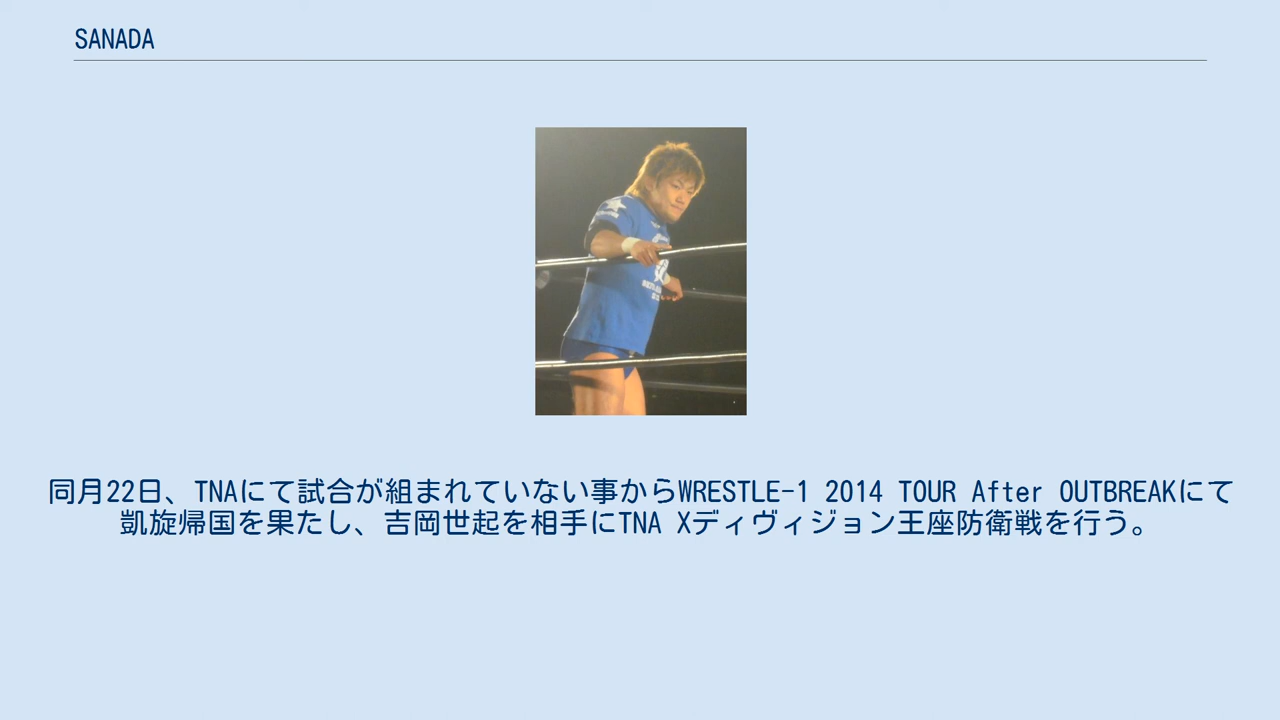 SANADA
同月22日、TNAにて試合が組まれていない事からWRESTLE-1 2014 TOUR After OUTBREAKにて
凱旋帰国を果たし、吉岡世起を相手にTNA Xディヴィジョン王座防衛戦を行う。